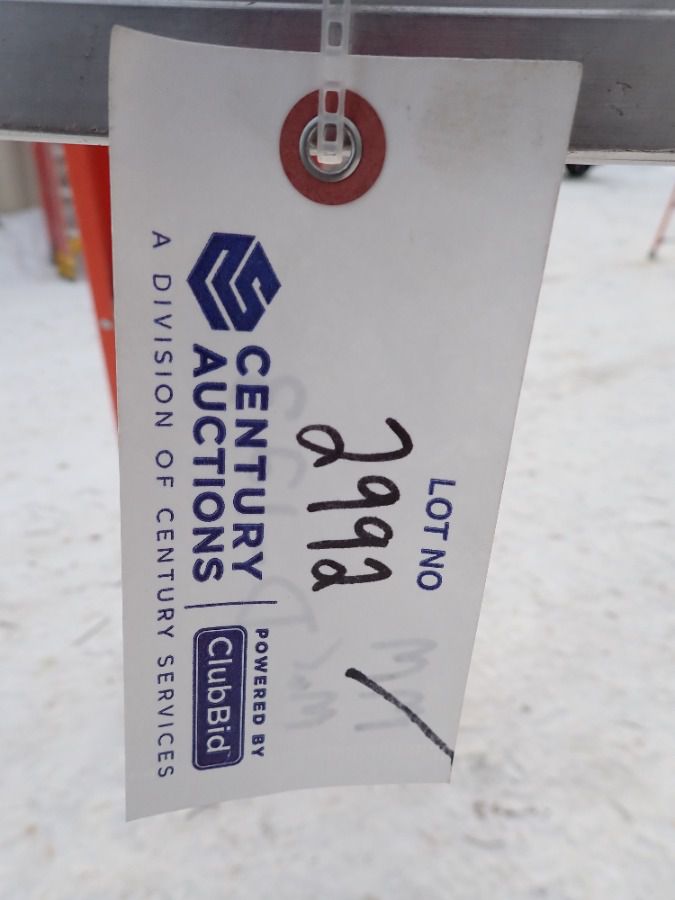 LOT NO
2992
CENTURY
AUCTIONS
POWERED BY
ClubBid
A DIVISION OF CENTURY SERVICES